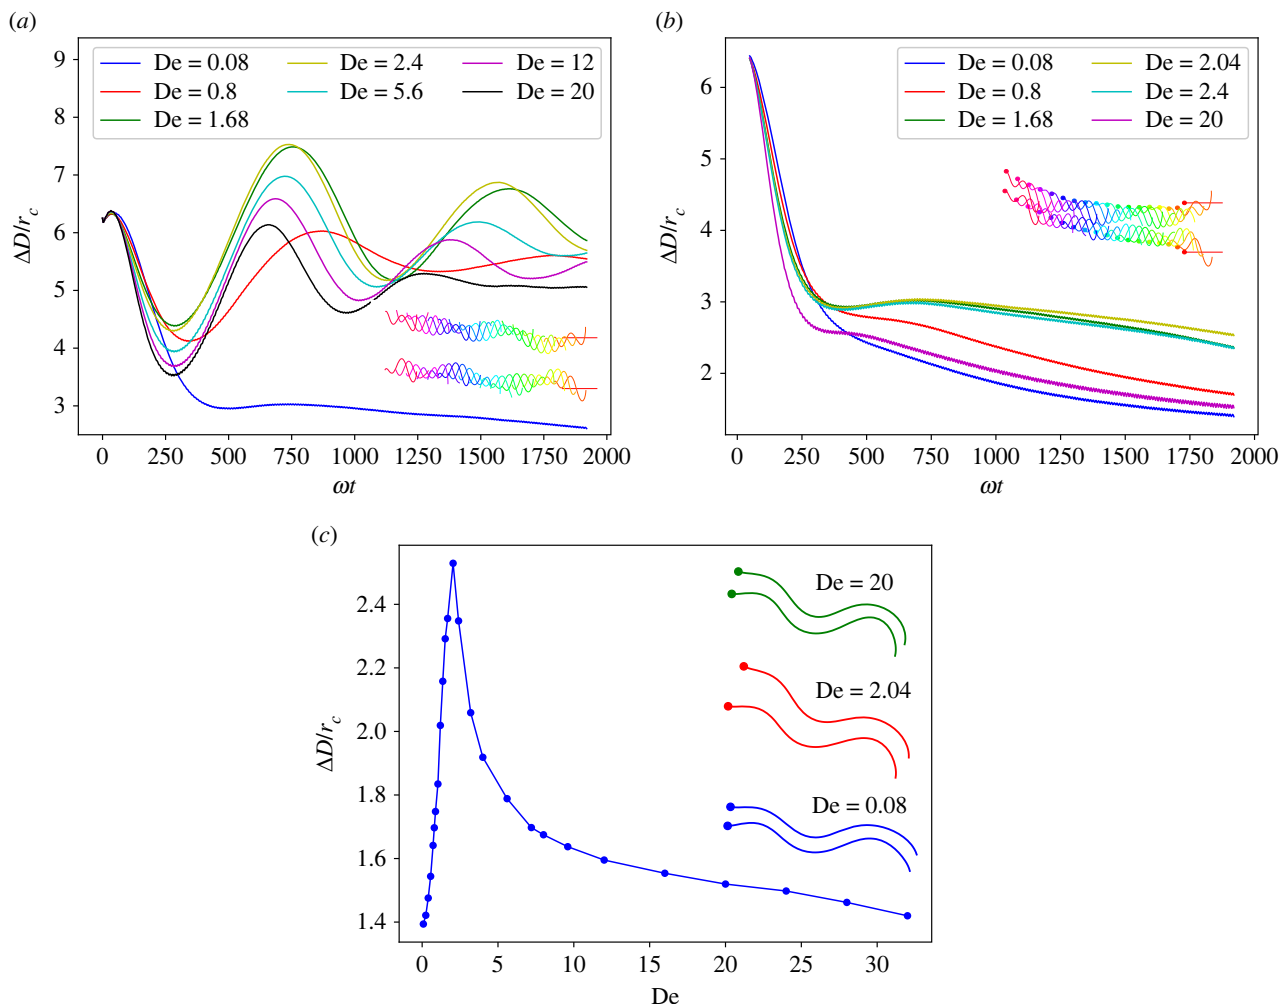 (a)
9
8
7
6
5
4
3
ΔD/r_c
De = 0.08
De = 0.8
De = 1.68
De = 2.4
De = 5.6
De = 12
De = 20
0 250 500 750 1000 1250 1500 1750 2000
ωt
(b)
6
5
4
3
2
ΔD/r_c
De = 0.08
De = 0.8
De = 1.68
De = 2.04
De = 2.4
De = 20
0 250 500 750 1000 1250 1500 1750 2000
ωt
(c)
2.4
2.2
2.0
1.8
1.6
1.4
ΔD/r_c
De = 20
De = 2.04
De = 0.08
0 5 10 15 20 25 30
De